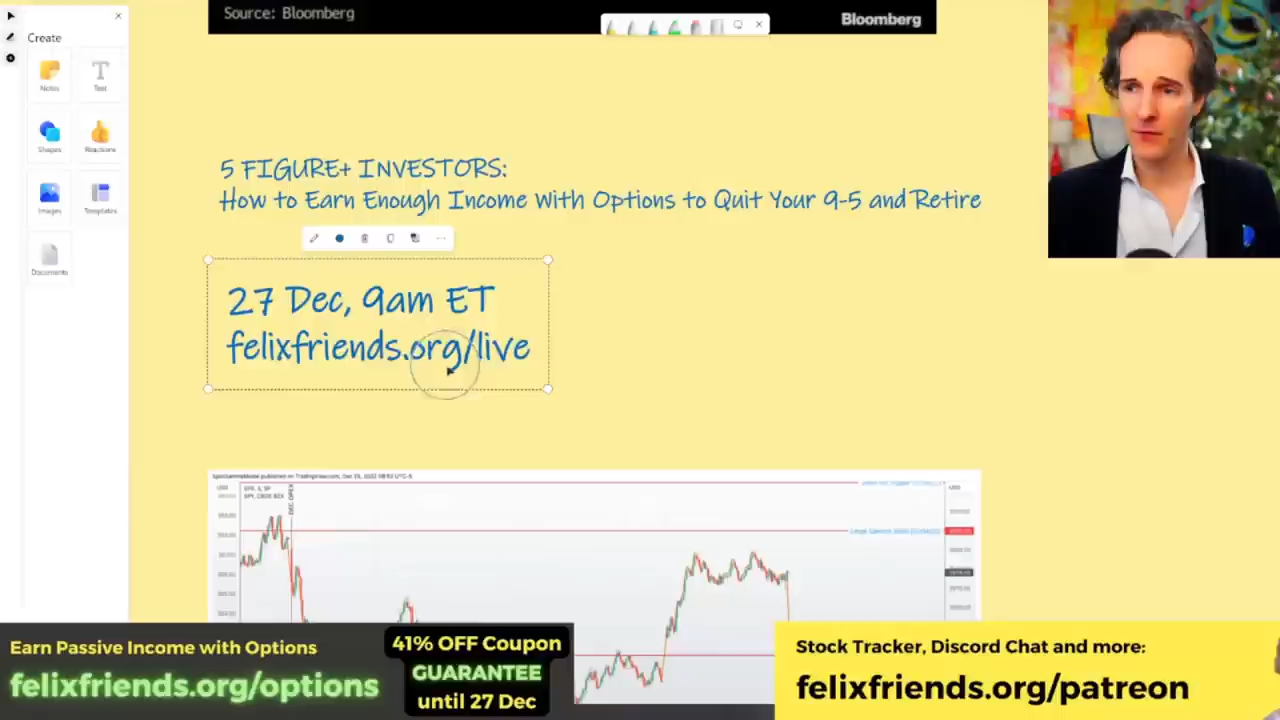 Source: Bloomberg
Bloomberg
Create
Notes
Text
Shapes
Reactions
Images
Templates
Documents
5 FIGURE+ INVESTORS:
How to Earn Enough Income With Options to Quit Your 9-5 and Retire
27 Dec, 9am ET
felixfriends.org/live
USD
USD
Earn Passive Income with Options
felixfriends.org/options
41% OFF Coupon
GUARANTEE
until 27 Dec
Stock Tracker, Discord Chat and more:
felixfriends.org/patreon